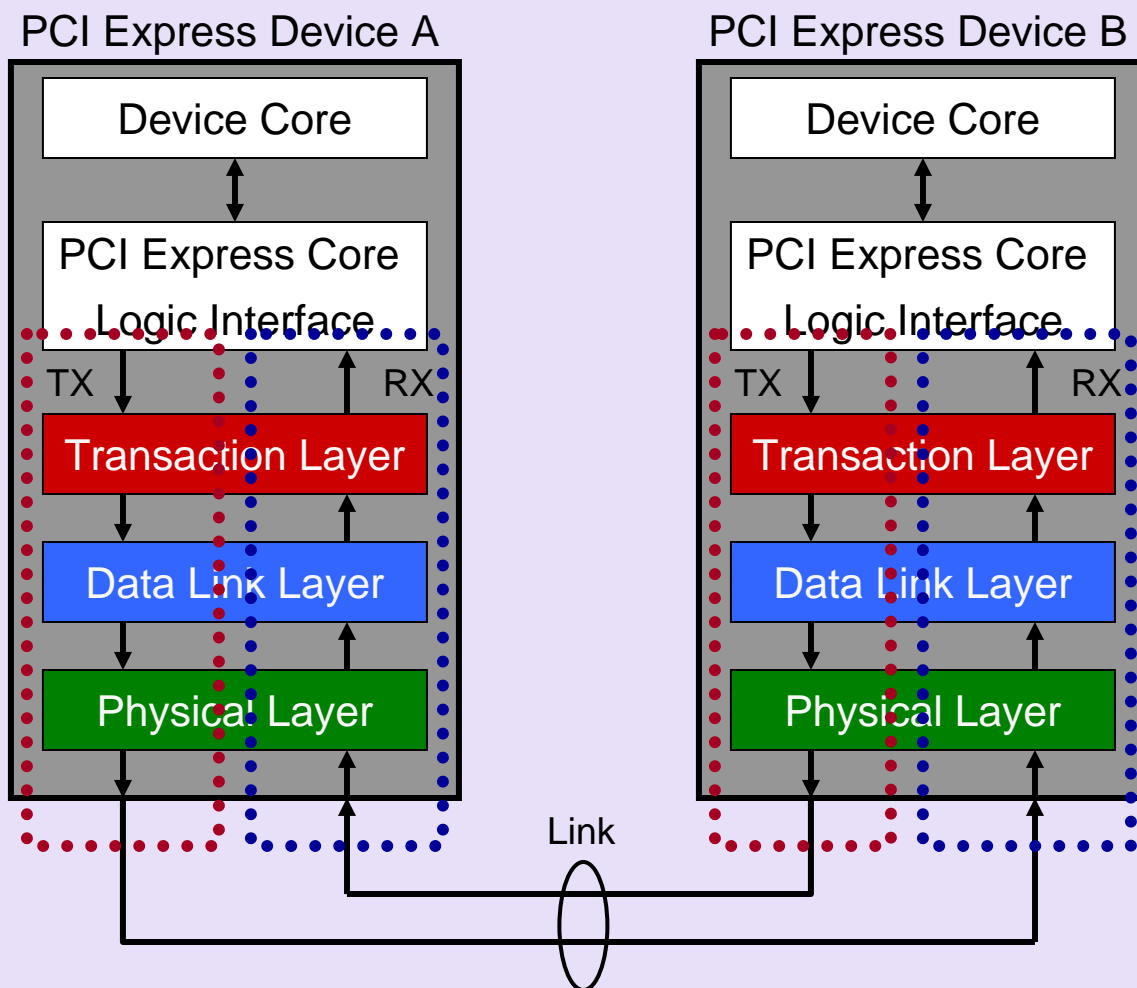 PCI Express Device A
Device Core
PCI Express Core
Logic Interface
TX
RX
Transaction Layer
Data Link Layer
Physical Layer
PCI Express Device B
Device Core
PCI Express Core
Logic Interface
TX
RX
Transaction Layer
Data Link Layer
Physical Layer
Link